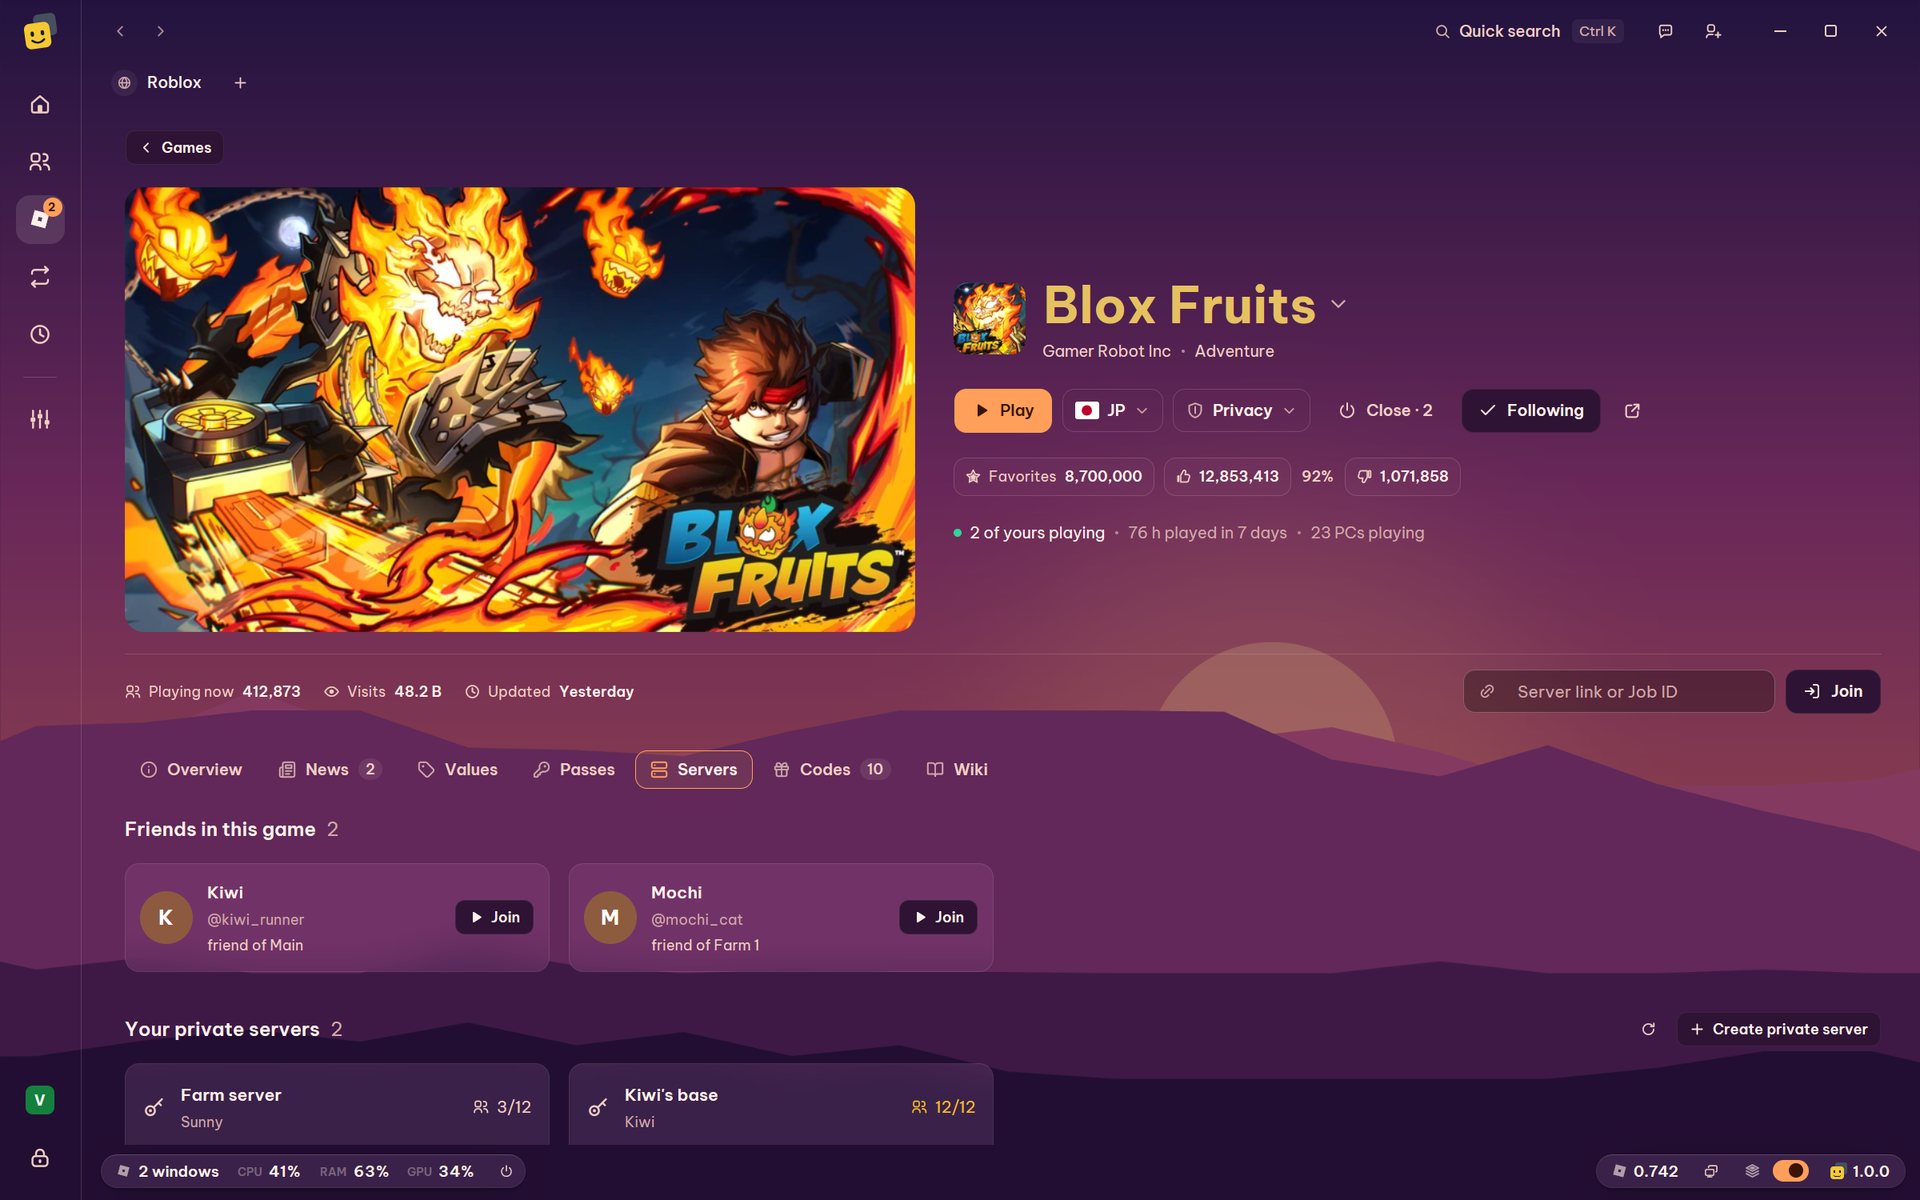 Quick search Ctrl K
Roblox
Games
2
BLOX
FRUITS™
BLOX
FRUITS
Blox Fruits
Gamer Robot Inc • Adventure
Play JP Privacy Close · 2 Following
Favorites 8,700,000 12,853,413 92% 1,071,858
2 of yours playing • 76 h played in 7 days • 23 PCs playing
Playing now 412,873 Visits 48.2 B Updated Yesterday
Server link or Job ID Join
Overview News 2 Values Passes Servers Codes 10 Wiki
Friends in this game 2
Kiwi
@kiwi_runner
friend of Main
Join
Mochi
@mochi_cat
friend of Farm 1
Join
K
M
Your private servers 2
Create private server
Farm server
Sunny
3/12
Kiwi's base
Kiwi
12/12
V
2 windows CPU 41% RAM 63% GPU 34%
0.742 1.0.0